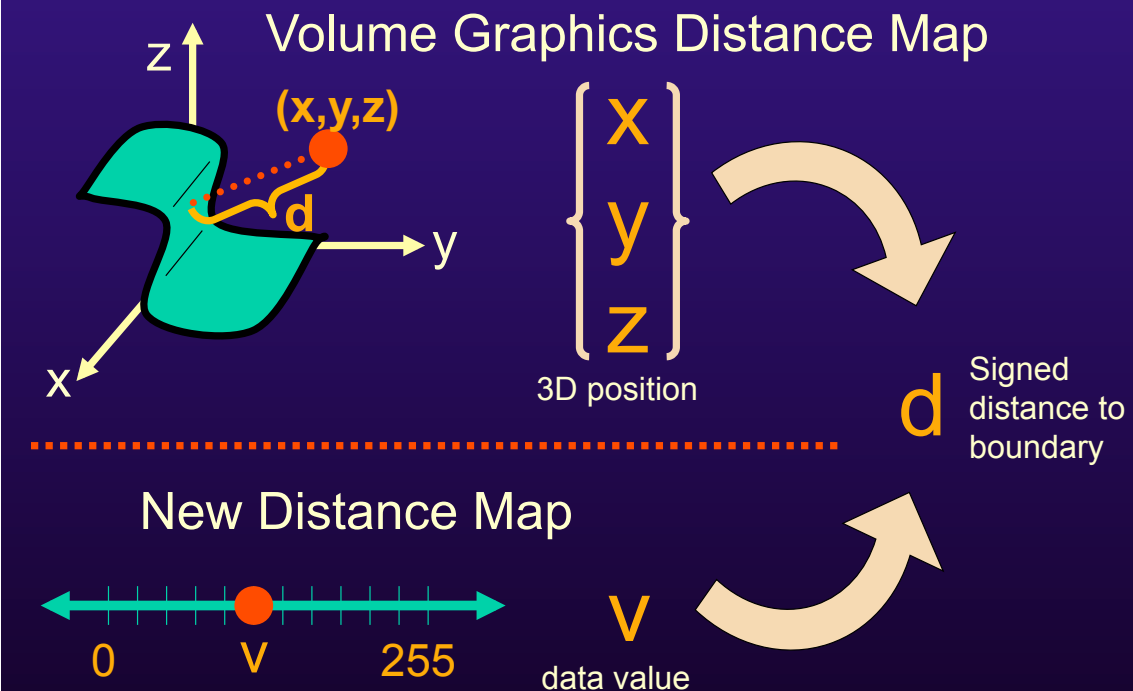 Volume Graphics Distance Map
z
(x,y,z)
d
y
x
x
y
z
3D position
d
Signed
distance to
boundary
New Distance Map
0
v
255
v
data value